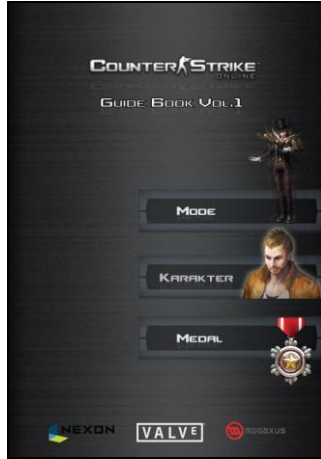 COUNTER STRIKE
ONLINE
GUIDE BOOK VOL.1
MODE
KARAKTER
MEDAL
NEXON
VALVE
MEGAXUS